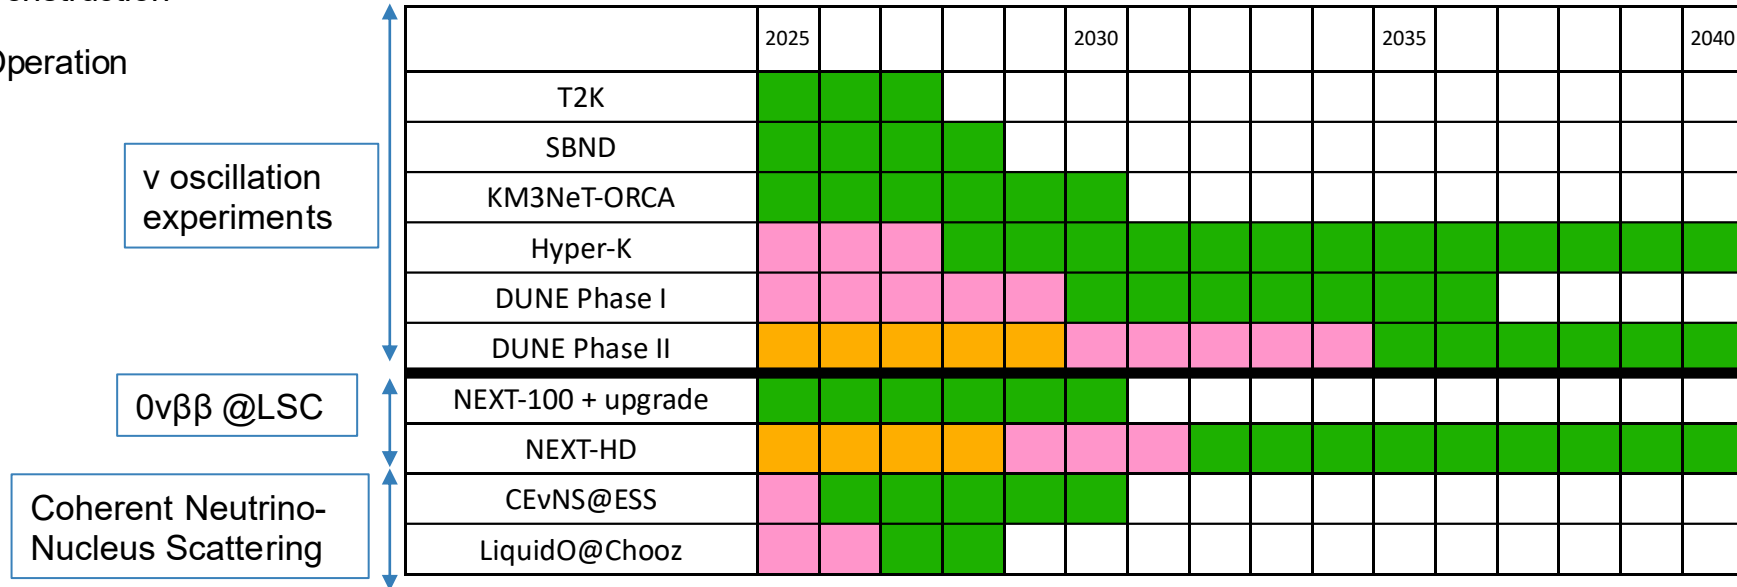 Operation
2025 2030 2035 2040
T2K
SBND
KM3NeT-ORCA
Hyper-K
DUNE Phase I
DUNE Phase II
NEXT-100 + upgrade
NEXT-HD
CEνNS@ESS
LiquidO@Chooz
ν oscillation
experiments
0νββ @LSC
Coherent Neutrino-
Nucleus Scattering